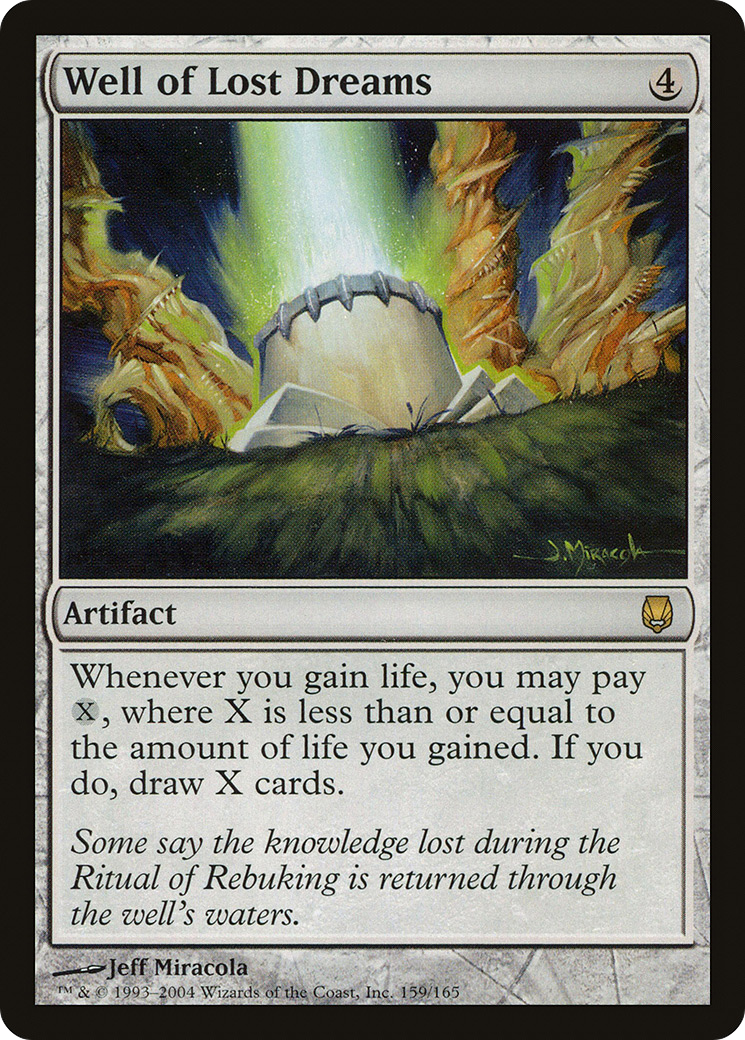 Well of Lost Dreams 4
J. Miracola
Artifact
Whenever you gain life, you may pay
X, where X is less than or equal to
the amount of life you gained. If you
do, draw X cards.
Some say the knowledge lost during the
Ritual of Rebuking is returned through
the well's waters.
Jeff Miracola
™ & © 1993–2004 Wizards of the Coast, Inc. 159/165